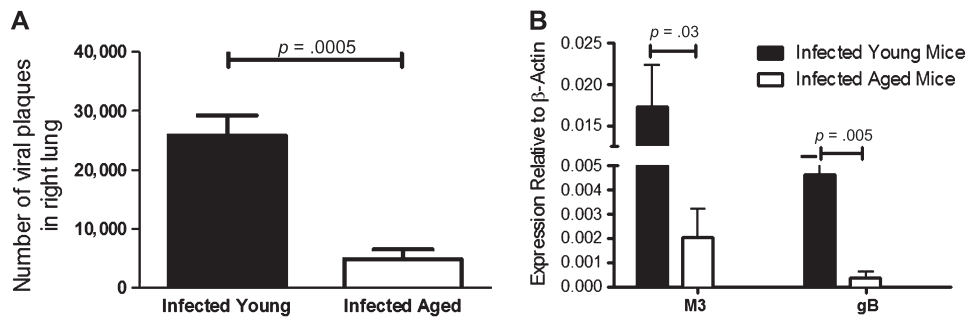 A
Number of viral plaques
in right lung
40,000
30,000
20,000
10,000
0
p = .0005
Infected Young
Infected Aged
B
Expression Relative to β-Actin
0.025
0.020
0.015
0.005
0.004
0.003
0.002
0.001
0.000
p = .03
p = .005
M3
gB
Infected Young Mice
Infected Aged Mice